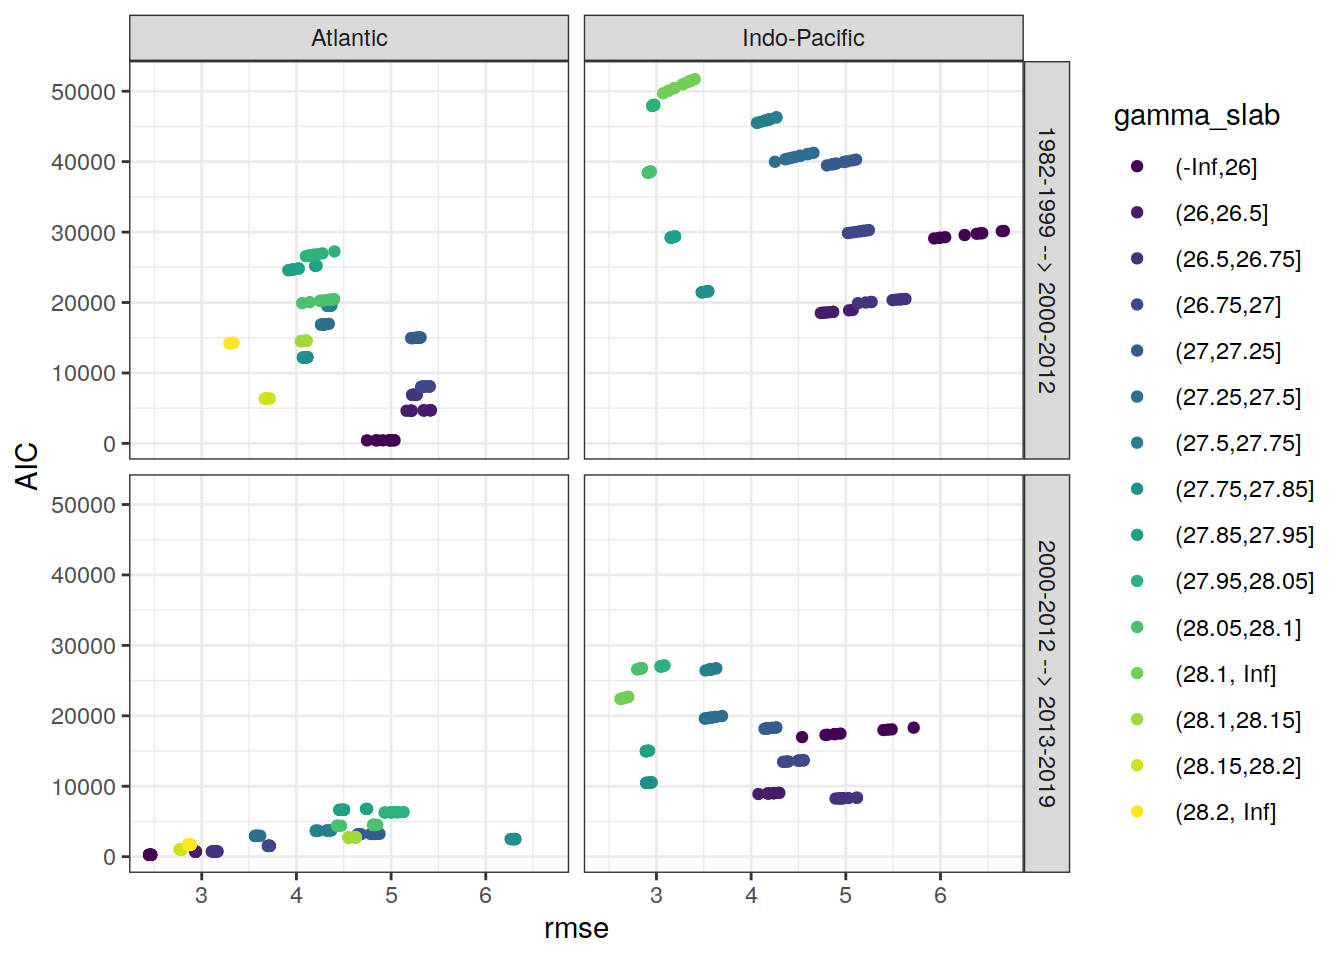 Atlantic
Indo-Pacific
50000
40000
30000
20000
10000
0
1982-1999 --> 2000-2012
50000
40000
30000
20000
10000
0
2000-2012 --> 2013-2019
3 4 5 6
3 4 5 6
rmse
AIC
gamma_slab
(-Inf,26]
(26,26.5]
(26.5,26.75]
(26.75,27]
(27,27.25]
(27.25,27.5]
(27.5,27.75]
(27.75,27.85]
(27.85,27.95]
(27.95,28.05]
(28.05,28.1]
(28.1, Inf]
(28.1,28.15]
(28.15,28.2]
(28.2, Inf]